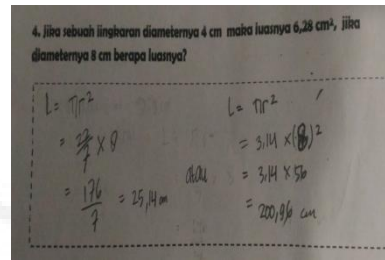 4. Jika sebuah lingkaran diameternya 4 cm maka luasnya 6,28 cm², jika
diameternya 8 cm berapa luasnya?
L = πr²
= 22/7 × 8
= 176/7 = 25,14 cm
atau
L = πr²
= 3,14 × (8)²
= 3,14 × 56
= 200,96 cm